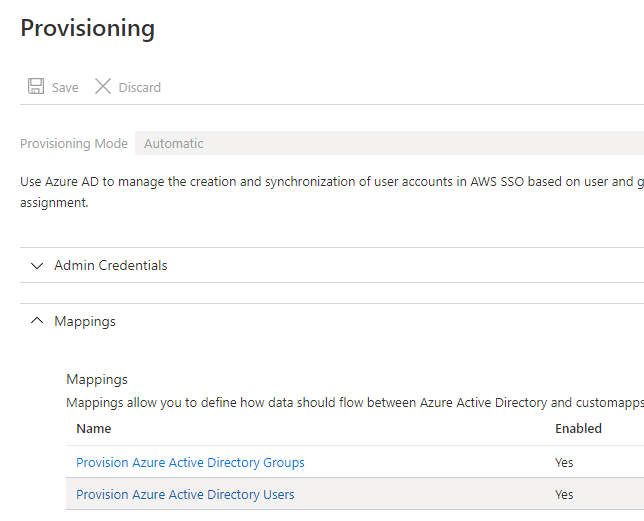 Provisioning
Save Discard
Provisioning Mode Automatic
Use Azure AD to manage the creation and synchronization of user accounts in AWS SSO based on user and g
assignment.
Admin Credentials
Mappings
Mappings
Mappings allow you to define how data should flow between Azure Active Directory and customapps
Name Enabled
Provision Azure Active Directory Groups Yes
Provision Azure Active Directory Users Yes